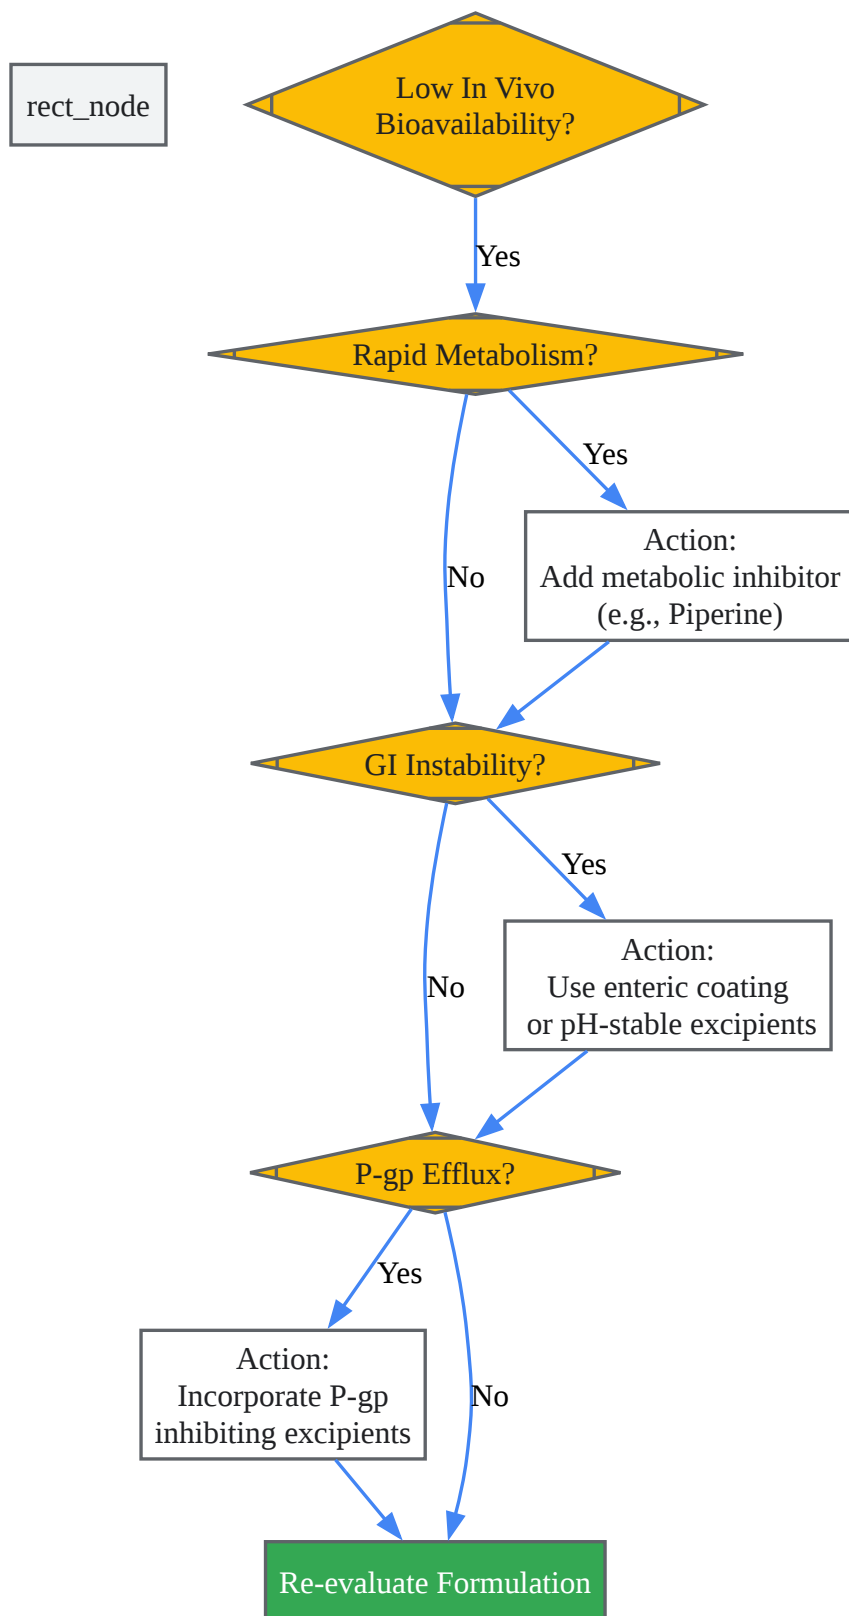 rect_node
Low In Vivo
Bioavailability?
Yes
Rapid Metabolism?
Yes
Action:
Add metabolic inhibitor
(e.g., Piperine)
No
GI Instability?
Yes
Action:
Use enteric coating
or pH-stable excipients
No
P-gp Efflux?
Yes
Action:
Incorporate P-gp
inhibiting excipients
No
Re-evaluate Formulation